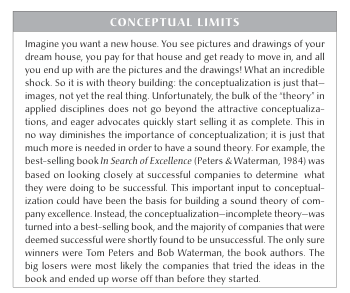 CONCEPTUAL LIMITS
Imagine you want a new house. You see pictures and drawings of your
dream house, you pay for that house and get ready to move in, and all
you end up with are the pictures and the drawings! What an incredible
shock. So it is with theory building: the conceptualization is just that—
images, not yet the real thing. Unfortunately, the bulk of the "theory" in
applied disciplines does not go beyond the attractive conceptualiza-
tions, and eager advocates quickly start selling it as complete. This in
no way diminishes the importance of conceptualization; it is just that
much more is needed in order to have a sound theory. For example, the
best-selling book In Search of Excellence (Peters & Waterman, 1984) was
based on looking closely at successful companies to determine what
they were doing to be successful. This important input to conceptual-
ization could have been the basis for building a sound theory of com-
pany excellence. Instead, the conceptualization—incomplete theory—was
turned into a best-selling book, and the majority of companies that were
deemed successful were shortly found to be unsuccessful. The only sure
winners were Tom Peters and Bob Waterman, the book authors. The
big losers were most likely the companies that tried the ideas in the
book and ended up worse off than before they started.